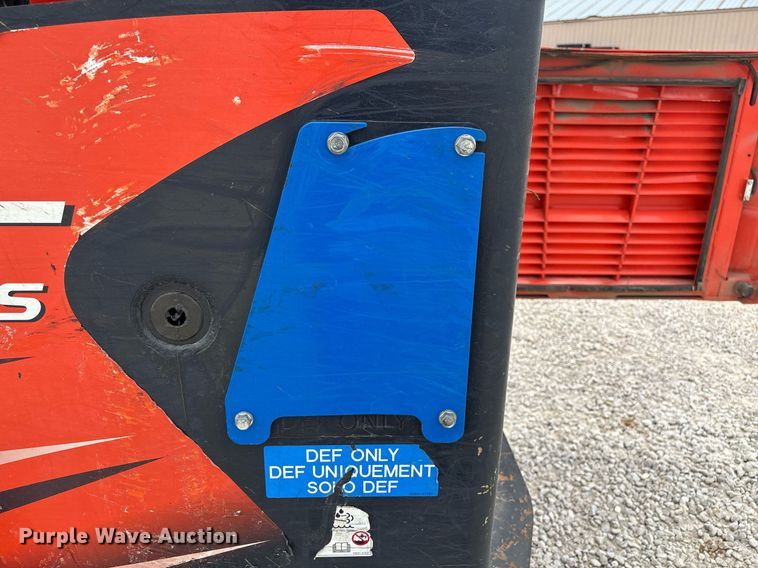 S
DEF ONLY
DEF ONLY
DEF UNIQUEMENT
SOLO DEF
Purple Wave Auction